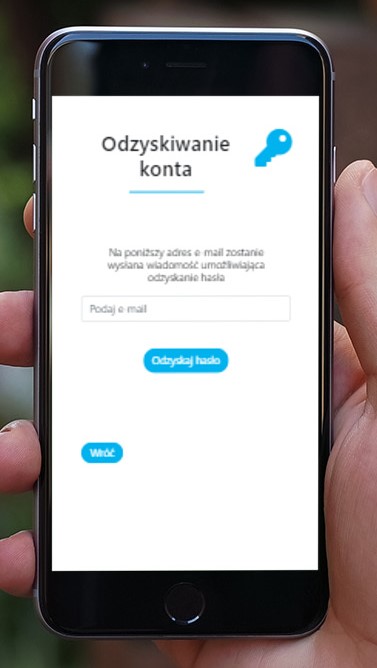 Odzyskiwanie
konta
Na poniższy adres e-mail zostanie
wysłana wiadomość umożliwiająca
odzyskanie hasła
Podaj e-mail
Odzyskaj hasło
Wróć